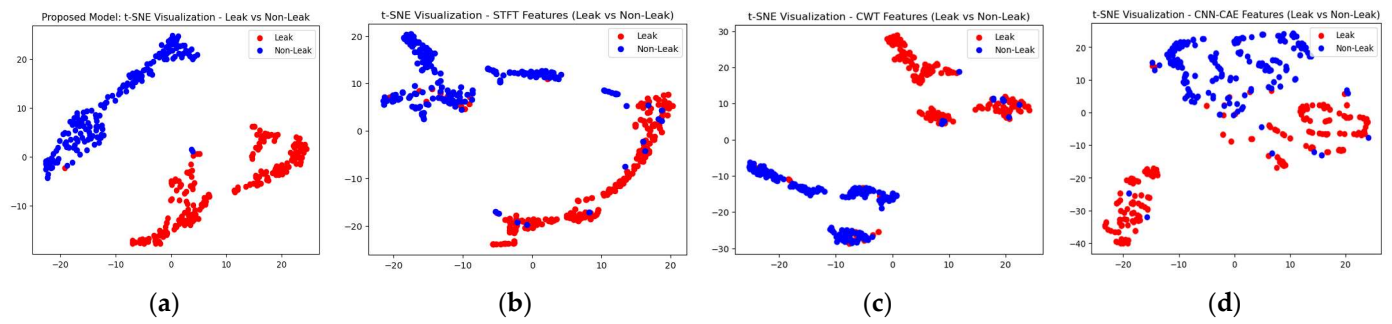 Proposed Model: t-SNE Visualization - Leak vs Non-Leak
Leak
Non-Leak
20
10
0
−10
−20
−10
0
10
20
(a)
t-SNE Visualization - STFT Features (Leak vs Non-Leak)
Leak
Non-Leak
20
10
0
−10
−20
−20
−10
0
10
20
(b)
t-SNE Visualization - CWT Features (Leak vs Non-Leak)
Leak
Non-Leak
30
20
10
0
−10
−20
−30
−20
−10
0
10
20
(c)
t-SNE Visualization - CNN-CAE Features (Leak vs Non-Leak)
Leak
Non-Leak
20
10
0
−10
−20
−30
−40
−20
−10
0
10
20
(d)